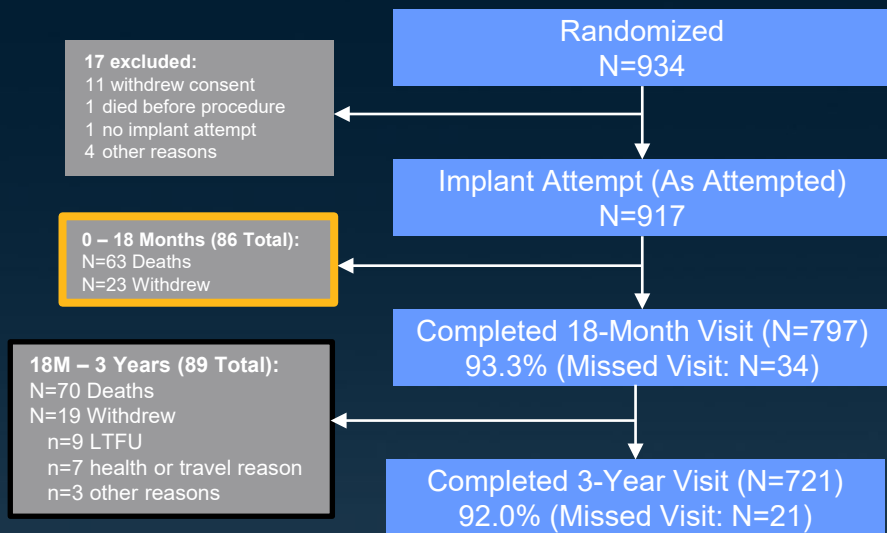 Randomized
N=934
17 excluded:
11 withdrew consent
1 died before procedure
1 no implant attempt
4 other reasons
Implant Attempt (As Attempted)
N=917
0 – 18 Months (86 Total):
N=63 Deaths
N=23 Withdrew
Completed 18-Month Visit (N=797)
93.3% (Missed Visit: N=34)
18M – 3 Years (89 Total):
N=70 Deaths
N=19 Withdrew
n=9 LTFU
n=7 health or travel reason
n=3 other reasons
Completed 3-Year Visit (N=721)
92.0% (Missed Visit: N=21)